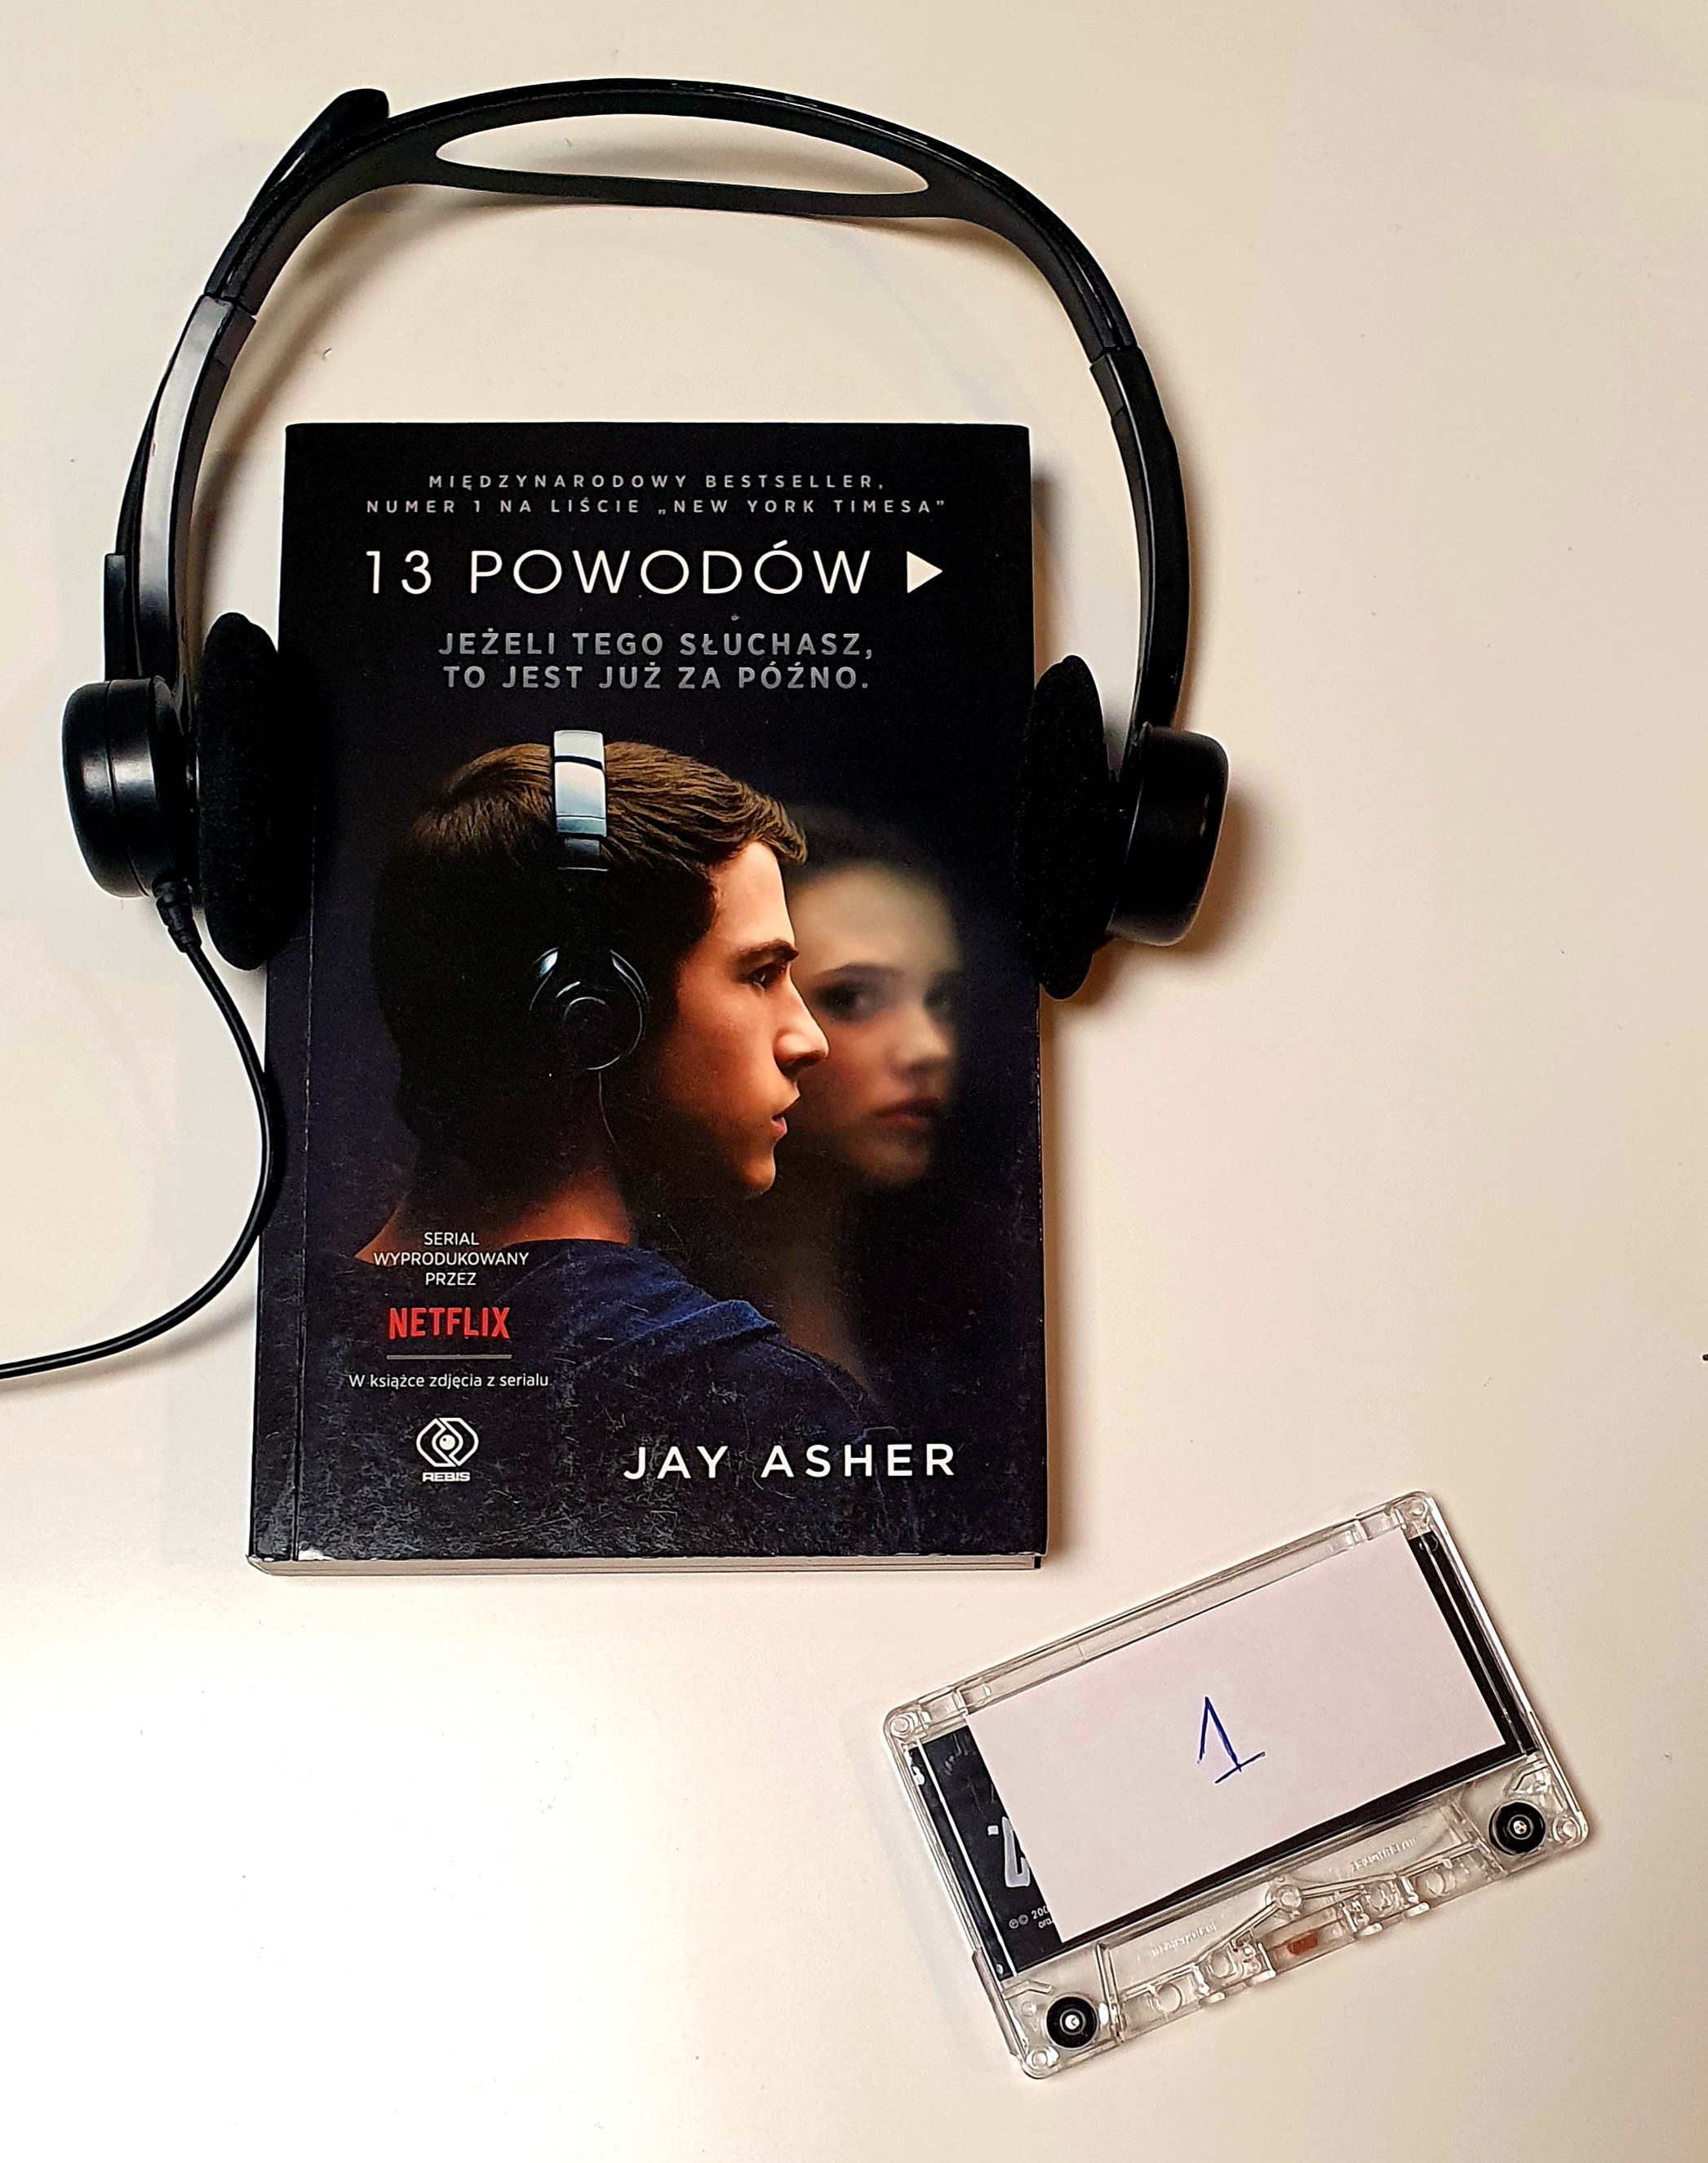 MIĘDZYNARODOWY BESTSELLER,
NUMER 1 NA LIŚCIE „NEW YORK TIMESA”
13 POWODÓW
JEŻELI TEGO SŁUCHASZ,
TO JEST JUŻ ZA PÓŹNO.
SERIAL
WYPRODUKOWANY
PRZEZ
NETFLIX
W książce zdjęcia z serialu
REBIS
JAY ASHER
1